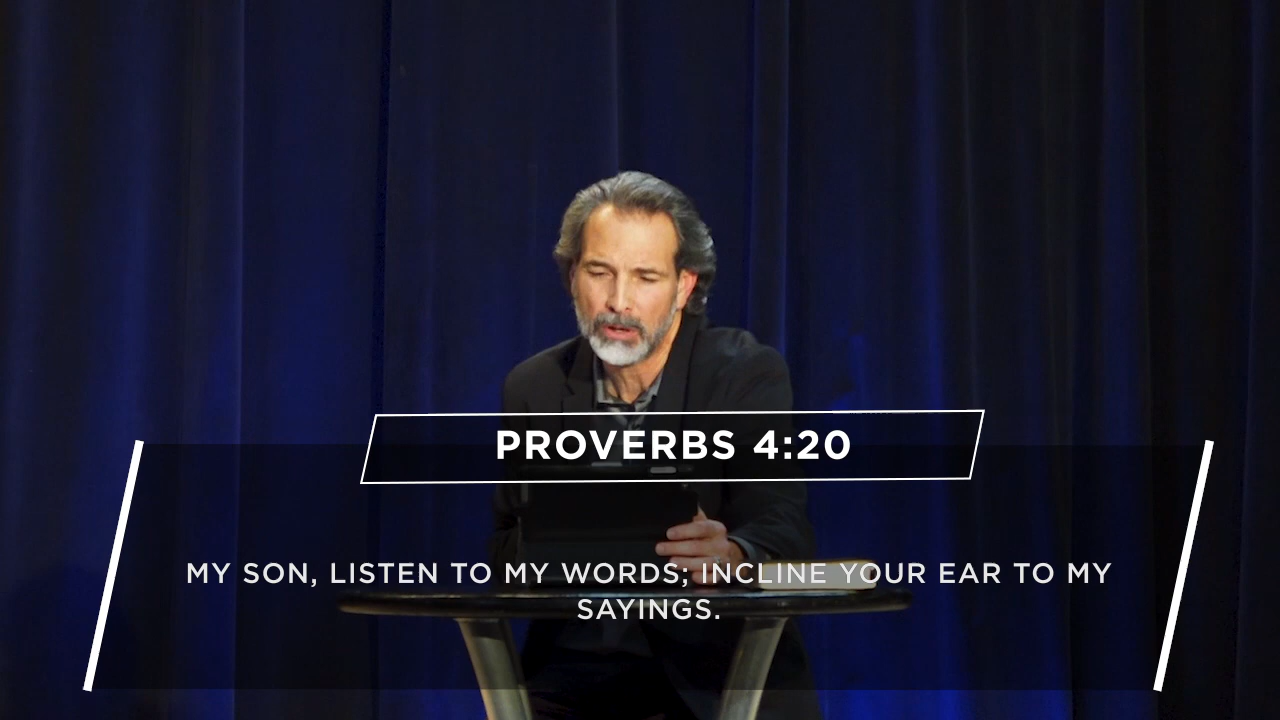 PROVERBS 4:20
MY SON, LISTEN TO MY WORDS; INCLINE YOUR EAR TO MY
SAYINGS.